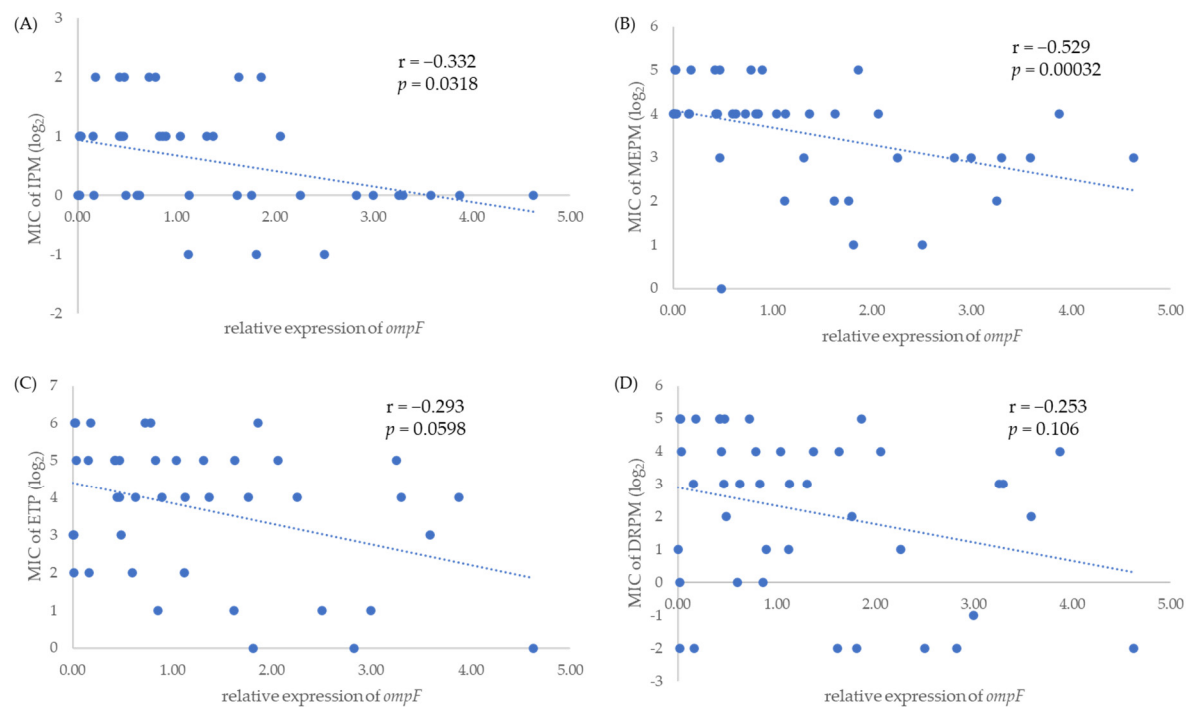 (A)
3
2
1
0
-1
-2
MIC of IPM (log2)
r = –0.332
p = 0.0318
0.00 1.00 2.00 3.00 4.00 5.00
relative expression of ompF
(B)
6
5
4
3
2
1
0
MIC of MEPM (log2)
r = –0.529
p = 0.00032
0.00 1.00 2.00 3.00 4.00 5.00
relative expression of ompF
(C)
7
6
5
4
3
2
1
0
MIC of ETP (log2)
r = –0.293
p = 0.0598
0.00 1.00 2.00 3.00 4.00 5.00
relative expression of ompF
(D)
6
5
4
3
2
1
0
-1
-2
-3
MIC of DRPM (log2)
r = –0.253
p = 0.106
0.00 1.00 2.00 3.00 4.00 5.00
relative expression of ompF